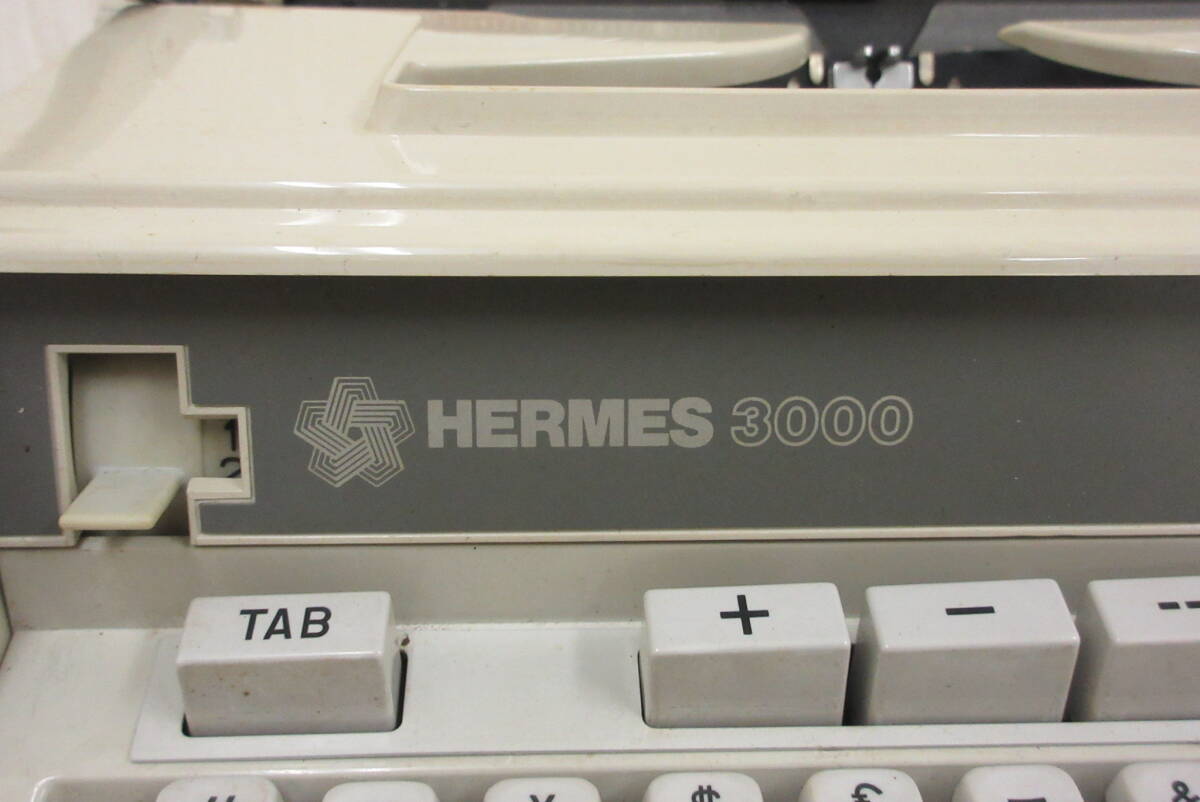 1
2
HERMES 3000
TAB + − --
$ £ &